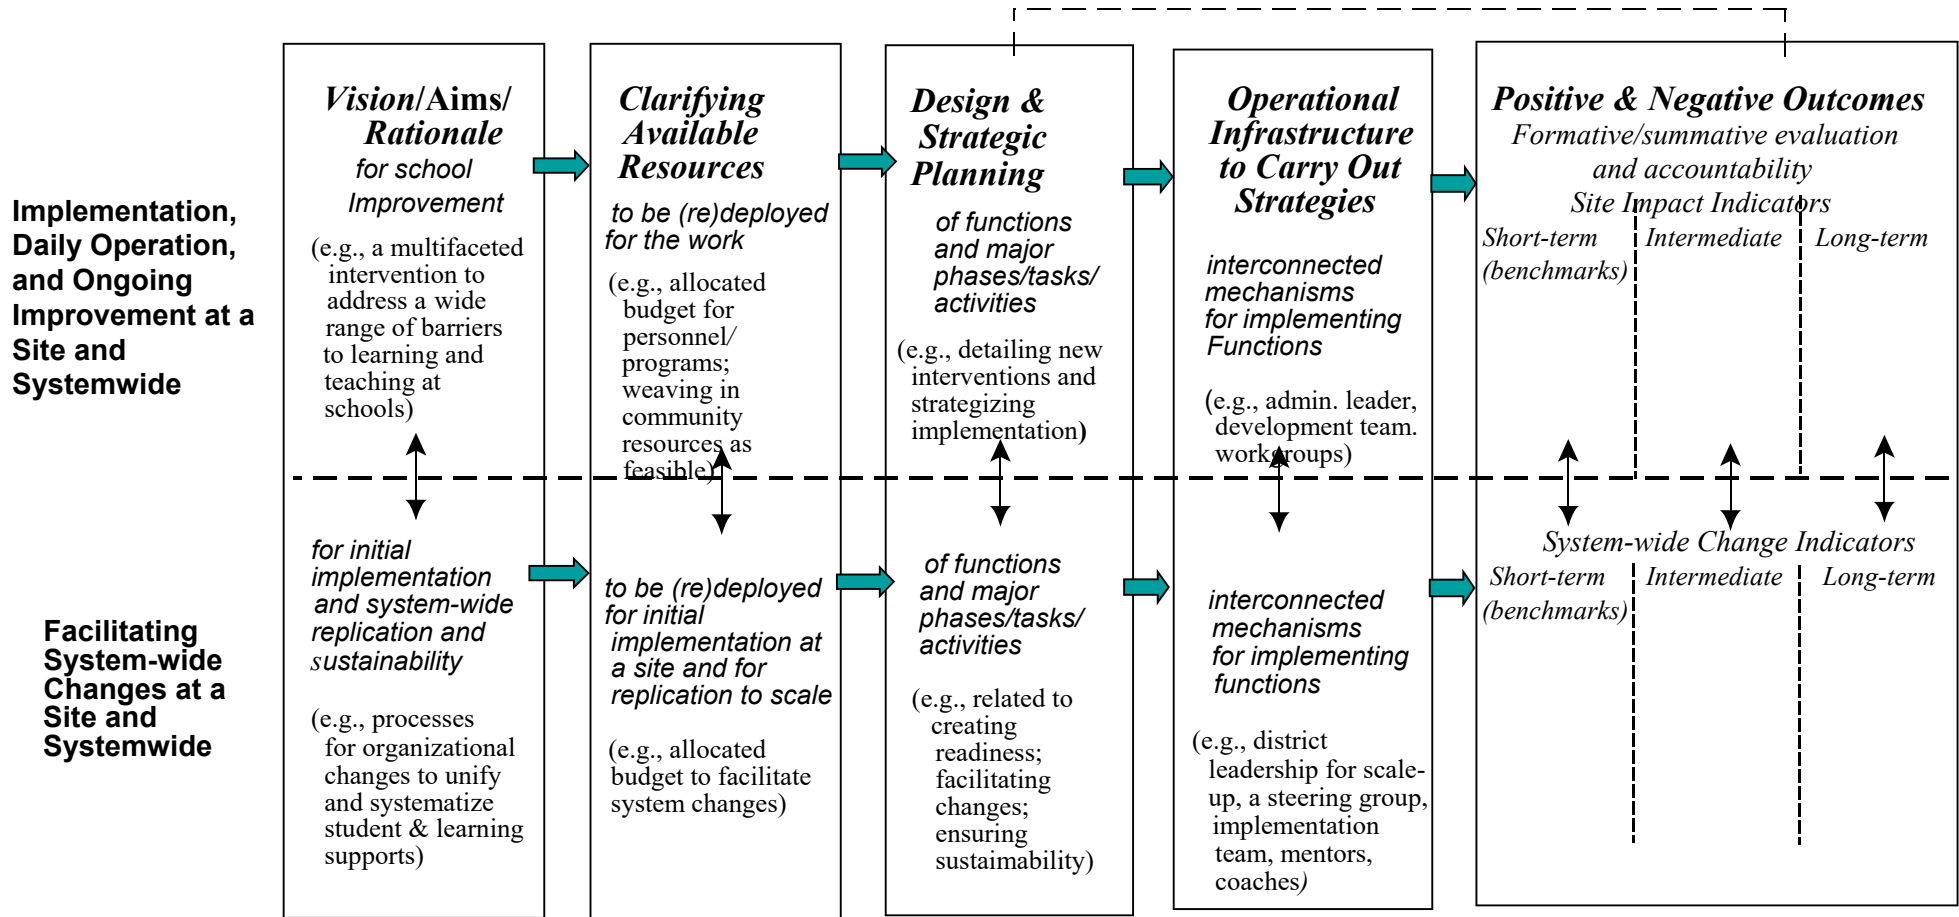 Implementation,
Daily Operation,
and Ongoing
Improvement at a
Site and
Systemwide
Vision/Aims/
Rationale
for school
Improvement
(e.g., a multifaceted
intervention to
address a wide
range of barriers
to learning and
teaching at
schools)
Clarifying
Available
Resources
to be (re)deployed
for the work
(e.g., allocated
budget for
personnel/
programs;
weaving in
community
resources as
feasible)
Design &
Strategic
Planning
of functions
and major
phases/tasks/
activities
(e.g., detailing new
interventions and
strategizing
implementation)
Operational
Infrastructure
to Carry Out
Strategies
interconnected
mechanisms
for implementing
Functions
(e.g., admin. leader,
development team.
workgroups)
Positive & Negative Outcomes
Formative/summative evaluation
and accountability
Site Impact Indicators
Short-term Intermediate Long-term
(benchmarks)
Facilitating
System-wide
Changes at a
Site and
Systemwide
for initial
implementation
and system-wide
replication and
sustainability
(e.g., processes
for organizational
changes to unify
and systematize
student & learning
supports)
to be (re)deployed
for initial
implementation at
a site and for
replication to scale
(e.g., allocated
budget to facilitate
system changes)
of functions
and major
phases/tasks/
activities
(e.g., related to
creating
readiness;
facilitating
changes;
ensuring
sustaimability)
interconnected
mechanisms
for implementing
functions
(e.g., district
leadership for scale-
up, a steering group,
implementation
team, mentors,
coaches)
System-wide Change Indicators
Short-term Intermediate Long-term
(benchmarks)